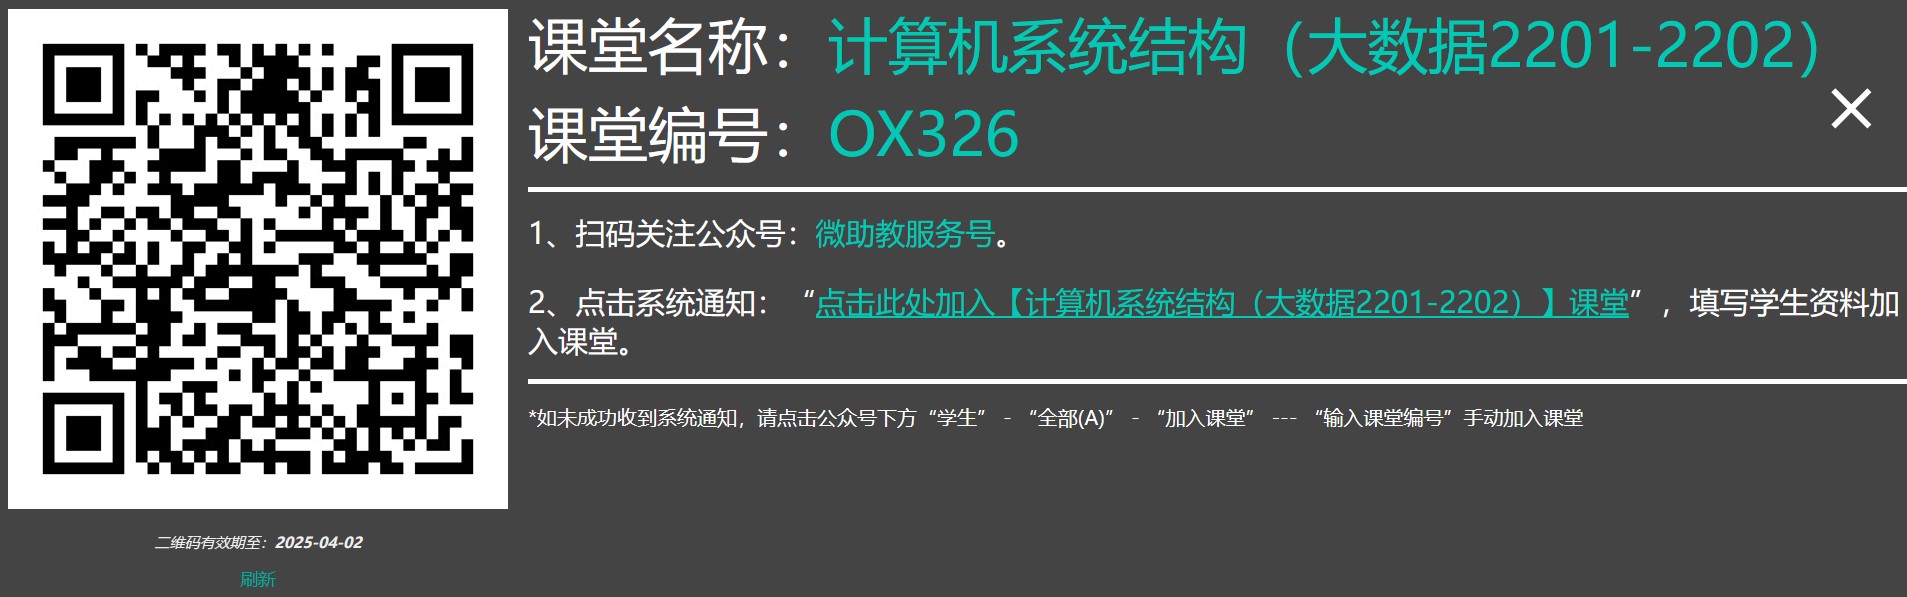 课堂名称：计算机系统结构（大数据2201-2202）
课堂编号：OX326
1、扫码关注公众号：微助教服务号。
2、点击系统通知：“点击此处加入【计算机系统结构（大数据2201-2202）】课堂”，填写学生资料加
入课堂。
*如未成功收到系统通知，请点击公众号下方“学生” - “全部(A)” - “加入课堂” --- “输入课堂编号”手动加入课堂
二维码有效期至：2025-04-02
刷新